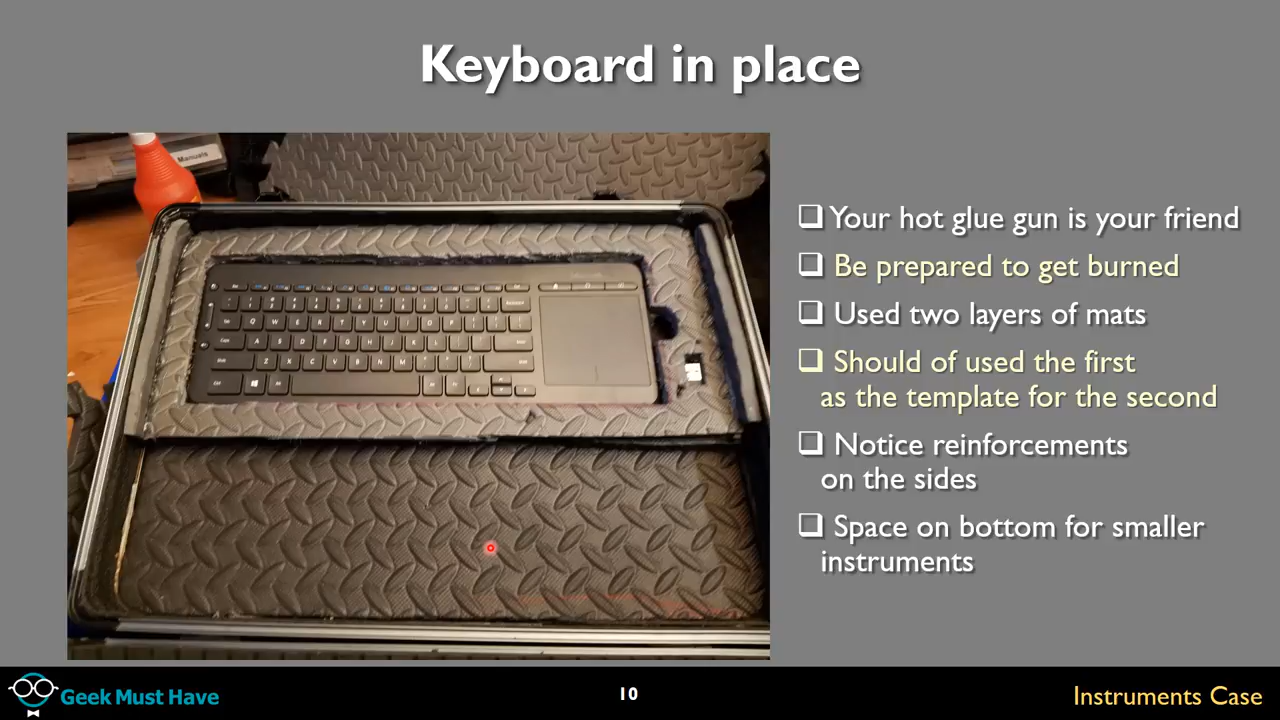 Keyboard in place
Manuals
Your hot glue gun is your friend
Be prepared to get burned
Used two layers of mats
Should of used the first
as the template for the second
Notice reinforcements
on the sides
Space on bottom for smaller
instruments
Geek Must Have
10
Instruments Case